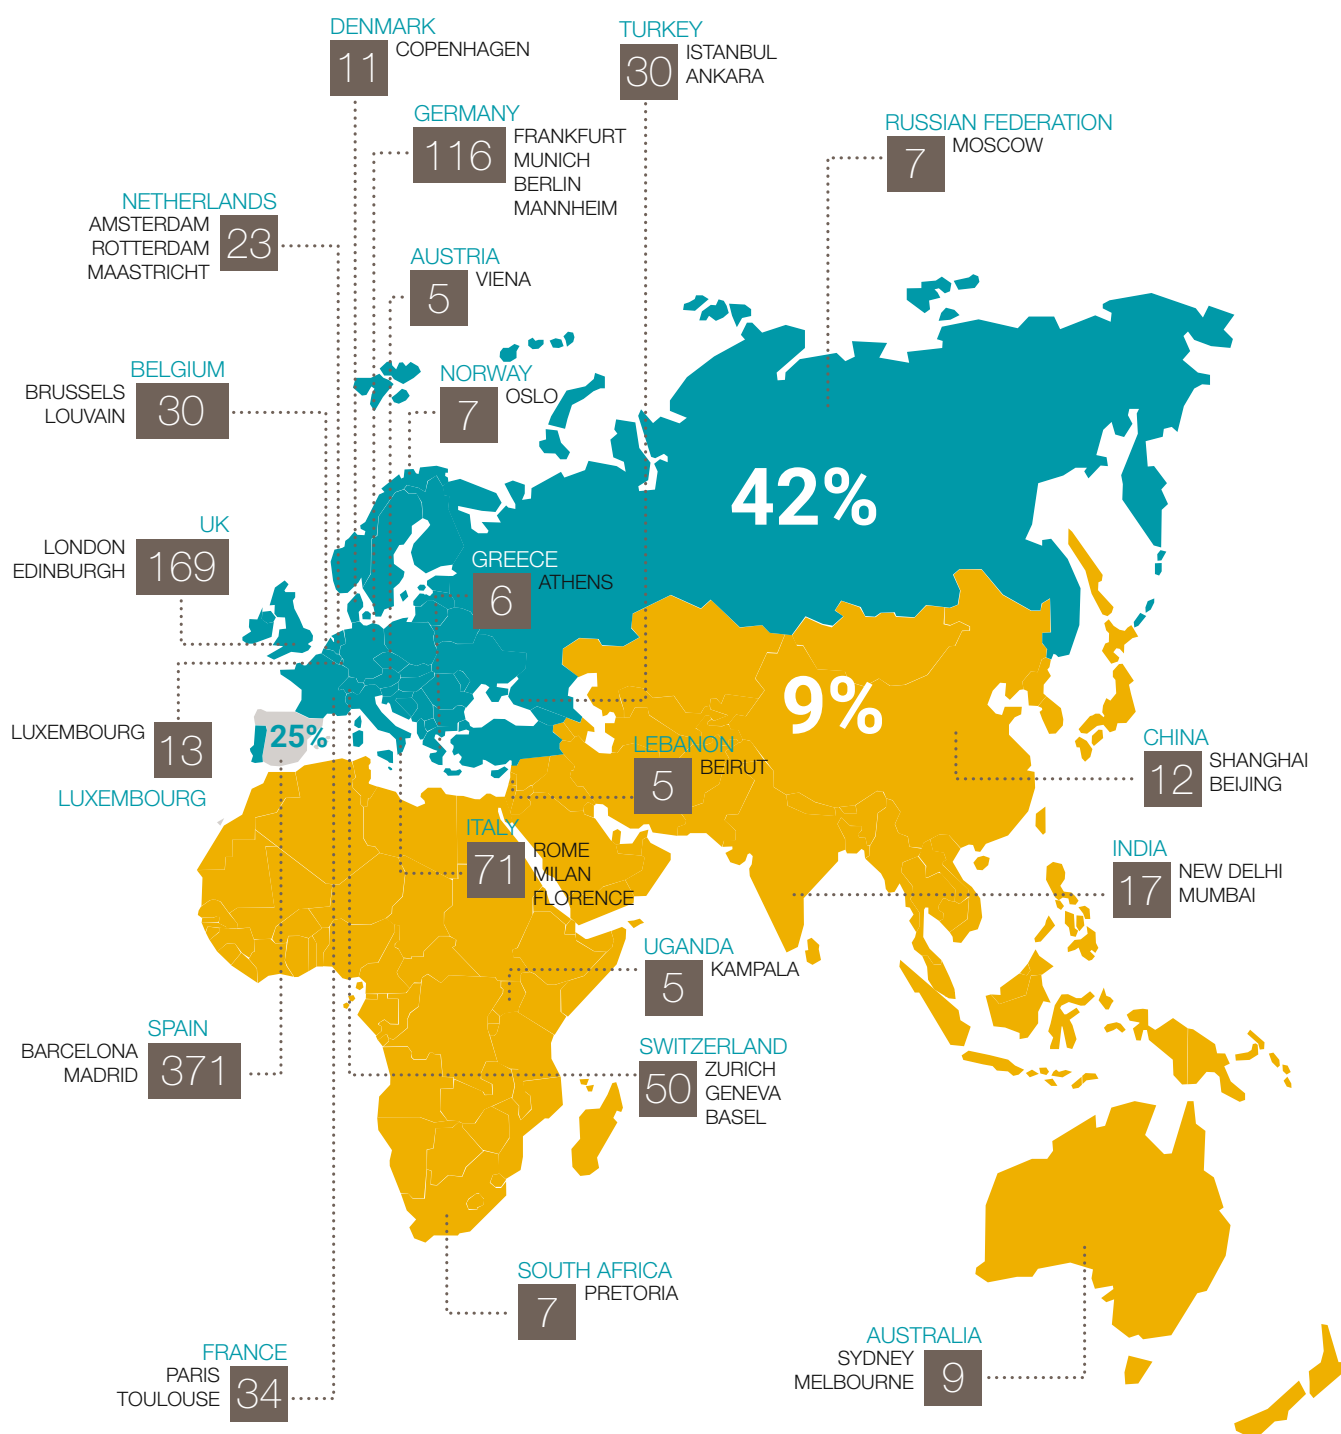 DENMARK
11
COPENHAGEN
TURKEY
30
ISTANBUL
ANKARA
GERMANY
116
FRANKFURT
MUNICH
BERLIN
MANNHEIM
RUSSIAN FEDERATION
7
MOSCOW
NETHERLANDS
AMSTERDAM
ROTTERDAM
MAASTRICHT
23
AUSTRIA
5
VIENA
BELGIUM
BRUSSELS
LOUVAIN
30
NORWAY
7
OSLO
42%
UK
LONDON
EDINBURGH
169
GREECE
6
ATHENS
9%
LUXEMBOURG
13
LUXEMBOURG
25%
LEBANON
5
BEIRUT
CHINA
12
SHANGHAI
BEIJING
ITALY
71
ROME
MILAN
FLORENCE
INDIA
17
NEW DELHI
MUMBAI
UGANDA
5
KAMPALA
SPAIN
BARCELONA
MADRID
371
SWITZERLAND
50
ZURICH
GENEVA
BASEL
SOUTH AFRICA
7
PRETORIA
FRANCE
PARIS
TOULOUSE
34
AUSTRALIA
SYDNEY
MELBOURNE
9